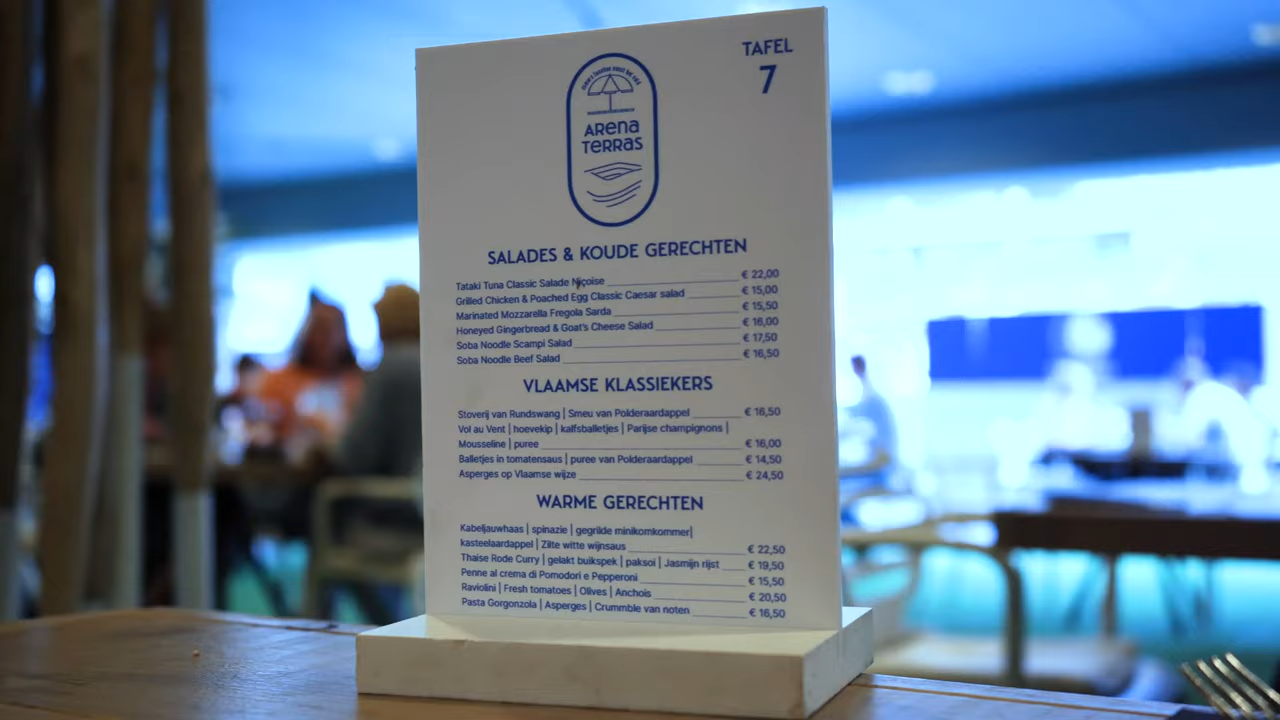 TAFEL
7
ARENA
TERRAS
SALADES & KOUDE GERECHTEN
Tataki Tuna Classic Salade Niçoise € 22,00
Grilled Chicken & Poached Egg Classic Caesar salad € 15,00
Marinated Mozzarella Fregola Sarda € 15,50
Honeyed Gingerbread & Goat's Cheese Salad € 16,00
Soba Noodle Scampi Salad € 17,50
Soba Noodle Beef Salad € 16,50
VLAAMSE KLASSIEKERS
Stoverij van Rundswang | Smeu van Polderaardappel € 16,50
Vol au Vent | hoevekip | kalfsballetjes | Parijse champignons |
Mousseline | puree € 16,00
Balletjes in tomatensaus | puree van Polderaardappel € 14,50
Asperges op Vlaamse wijze € 24,50
WARME GERECHTEN
Kabeljauwhaas | spinazie | gegrilde minikomkommer|
kasteelaardappel | Zilte witte wijnsaus € 22,50
Thaise Rode Curry | gelakt buikspek | paksoi | Jasmijn rijst € 19,50
Penne al crema di Pomodori e Pepperoni € 15,50
Raviolini | Fresh tomatoes | Olives | Anchois € 20,50
Pasta Gorgonzola | Asperges | Crummble van noten € 16,50